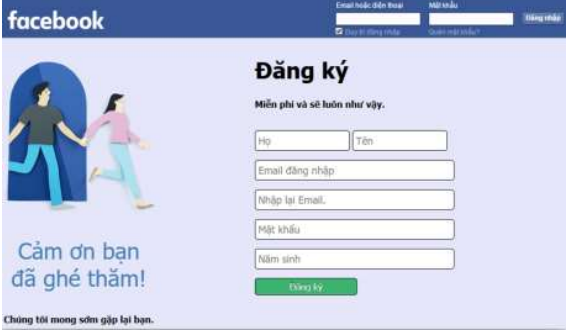 facebook
Email hoặc điện thoại
Mật khẩu
Đăng nhập
Duy trì đăng nhập
Quên mật khẩu?
Đăng ký
Miễn phí và sẽ luôn như vậy.
Họ
Tên
Email đăng nhập
Nhập lại Email.
Mật khẩu
Năm sinh
Đăng ký
Cảm ơn bạn
đã ghé thăm!
Chúng tôi mong sớm gặp lại bạn.